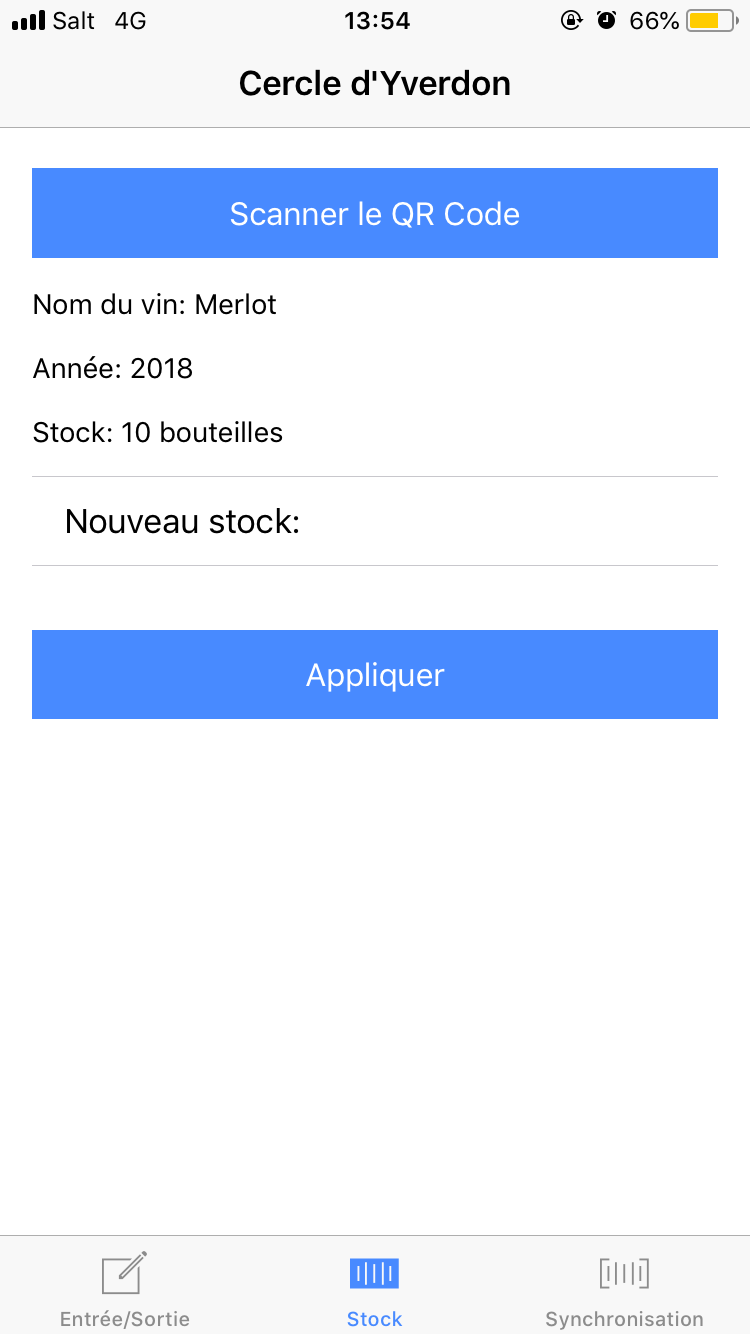 Salt 4G 13:54 66%
Cercle d'Yverdon
Scanner le QR Code
Nom du vin: Merlot
Année: 2018
Stock: 10 bouteilles
Nouveau stock:
Appliquer
Entrée/Sortie Stock Synchronisation